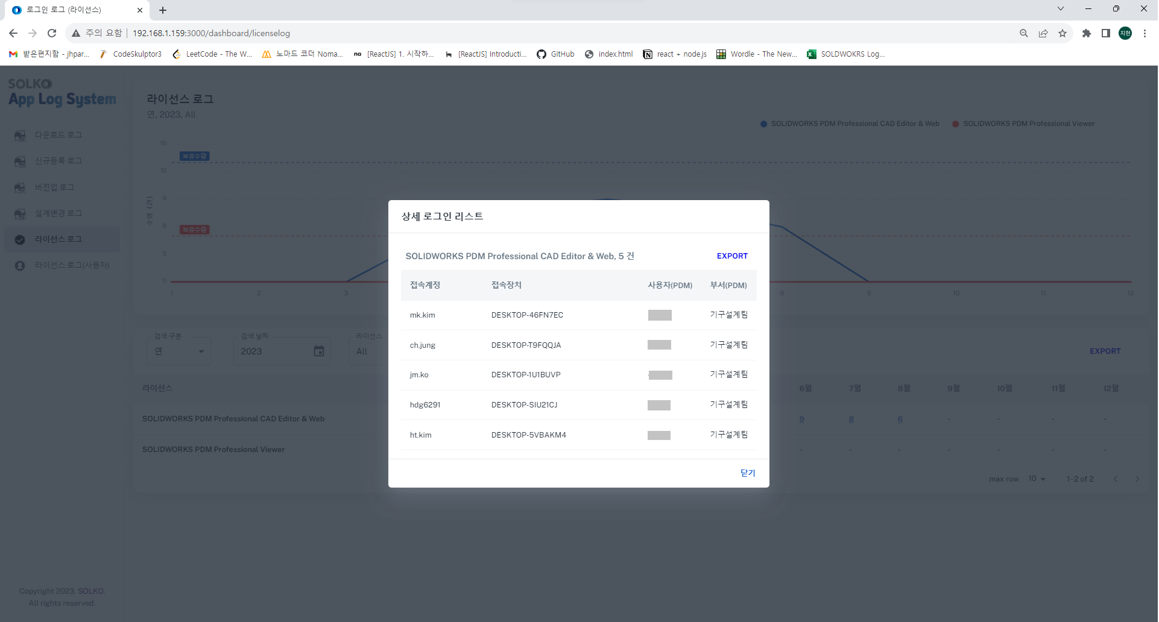 로그인 로그 (라이선스)
주의 요함 | 192.168.1.159:3000/dashboard/licenselog
지현
받은편지함 - jhpar...
CodeSkulptor3
LeetCode - The W...
노마드 코더 Noma...
[ReactJS] 1. 시작하...
[ReactJS] Introducti...
GitHub
index.html
react + node.js
Wordle - The New...
SOLDWOKRS Log...
SOLKO
App Log System
다운로드 로그
신규등록 로그
버전업 로그
설계변경 로그
라이선스 로그
라이선스 로그(사용자)
Copyright 2023. SOLKO.
All rights reserved.
라이선스 로그
연, 2023, All
SOLIDWORKS PDM Professional CAD Editor & Web
SOLIDWORKS PDM Professional Viewer
보유수량
보유수량
검색 구분
연
검색 날짜
2023
라이선스
All
EXPORT
라이선스
6월 7월 8월 9월 10월 11월 12월
SOLIDWORKS PDM Professional CAD Editor & Web
9 8 6 - - - -
SOLIDWORKS PDM Professional Viewer
- - - - - - -
max row 10 1-2 of 2
상세 로그인 리스트
SOLIDWORKS PDM Professional CAD Editor & Web, 5 건
EXPORT
접속계정 접속장치 사용자(PDM) 부서(PDM)
mk.kim DESKTOP-46FN7EC 기구설계팀
ch.jung DESKTOP-T9FQQJA 기구설계팀
jm.ko DESKTOP-1U1BUVP 기구설계팀
hdg6291 DESKTOP-SIU21CJ 기구설계팀
ht.kim DESKTOP-5VBAKM4 기구설계팀
닫기